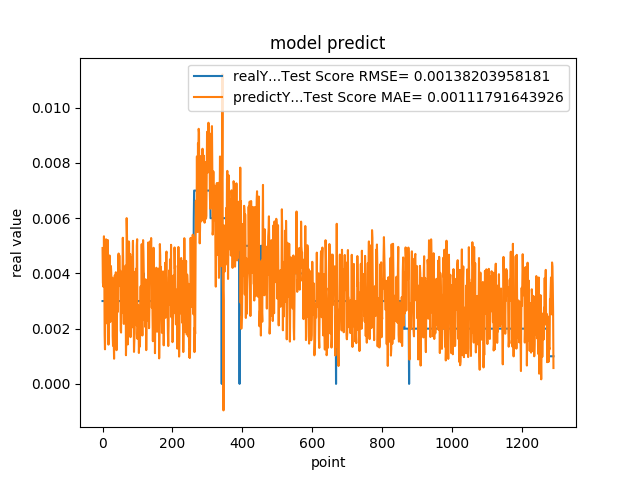 model predict
realY...Test Score RMSE= 0.00138203958181
predictY...Test Score MAE= 0.00111791643926
0.010
0.008
0.006
0.004
0.002
0.000
real value
0 200 400 600 800 1000 1200
point